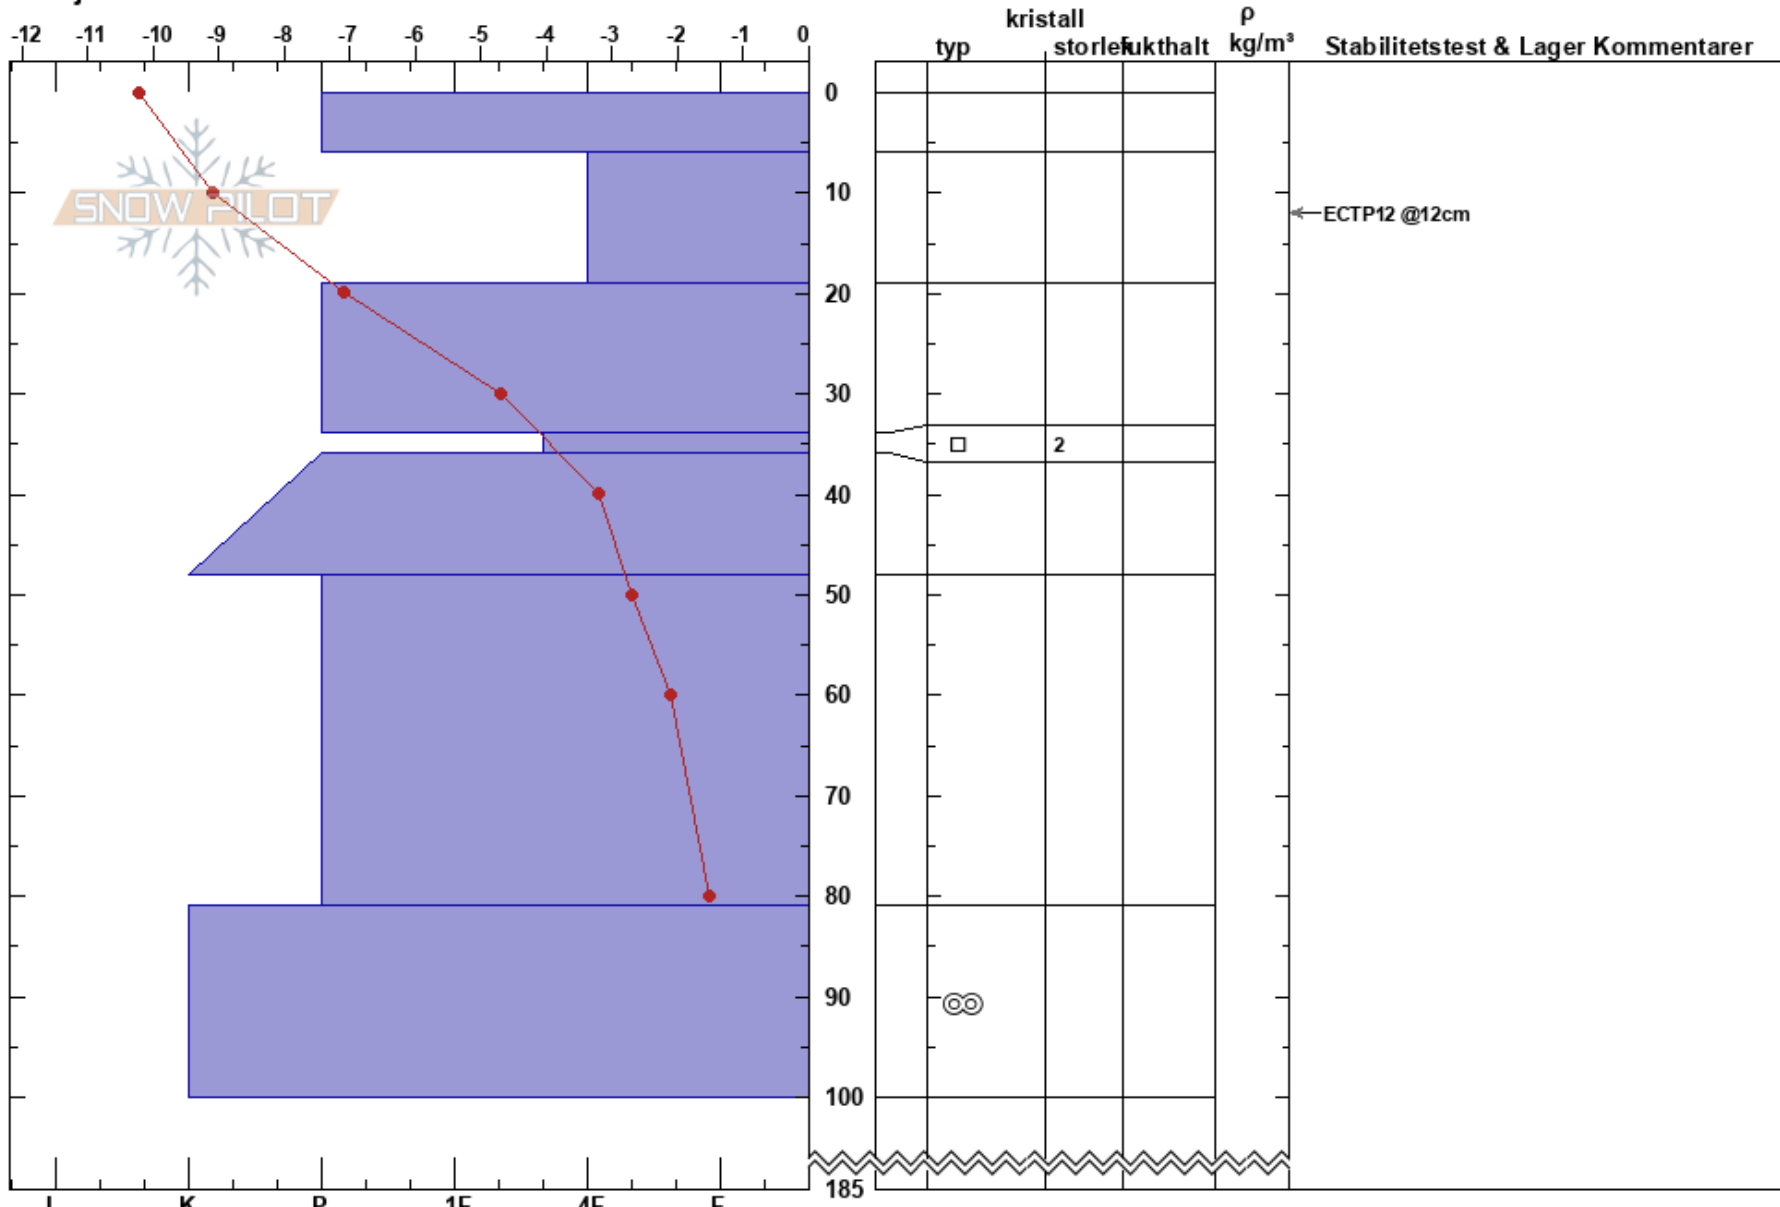 kristall ρ
-12 -11 -10 -9 -8 -7 -6 -5 -4 -3 -2 -1 0 typ storlek fukthalt kg/m³ Stabilitetstest & Lager Kommentarer
0
SNOW PILOT
10
ECTP12 @12cm
20
30
2
40
50
60
70
80
90
100
185
I K P 1F 4F F